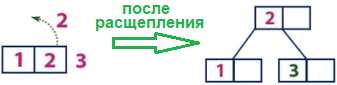 2
1 2 3
после
расщепления
2
1 3